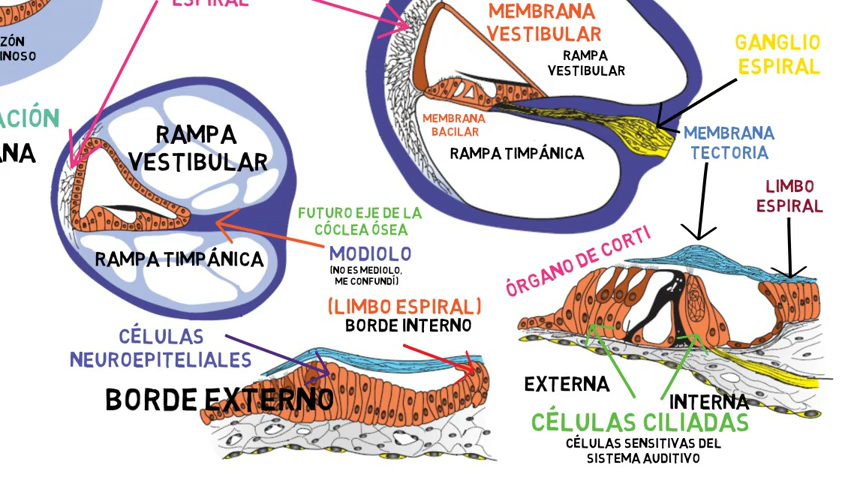 ESPIRAL
ZÓN
INOSO
ACIÓN
ANA
MEMBRANA
VESTIBULAR
RAMPA
VESTIBULAR
GANGLIO
ESPIRAL
MEMBRANA
BACILAR
RAMPA TIMPÁNICA
MEMBRANA
TECTORIA
LIMBO
ESPIRAL
RAMPA
VESTIBULAR
RAMPA TIMPÁNICA
FUTURO EJE DE LA
CÓCLEA ÓSEA
MODIOLO
(NO ES MEDIOLO,
ME CONFUNDÍ)
ÓRGANO DE CORTI
(LIMBO ESPIRAL)
BORDE INTERNO
CÉLULAS
NEUROEPITELIALES
BORDE EXTERNO
EXTERNA
INTERNA
CÉLULAS CILIADAS
CÉLULAS SENSITIVAS DEL
SISTEMA AUDITIVO